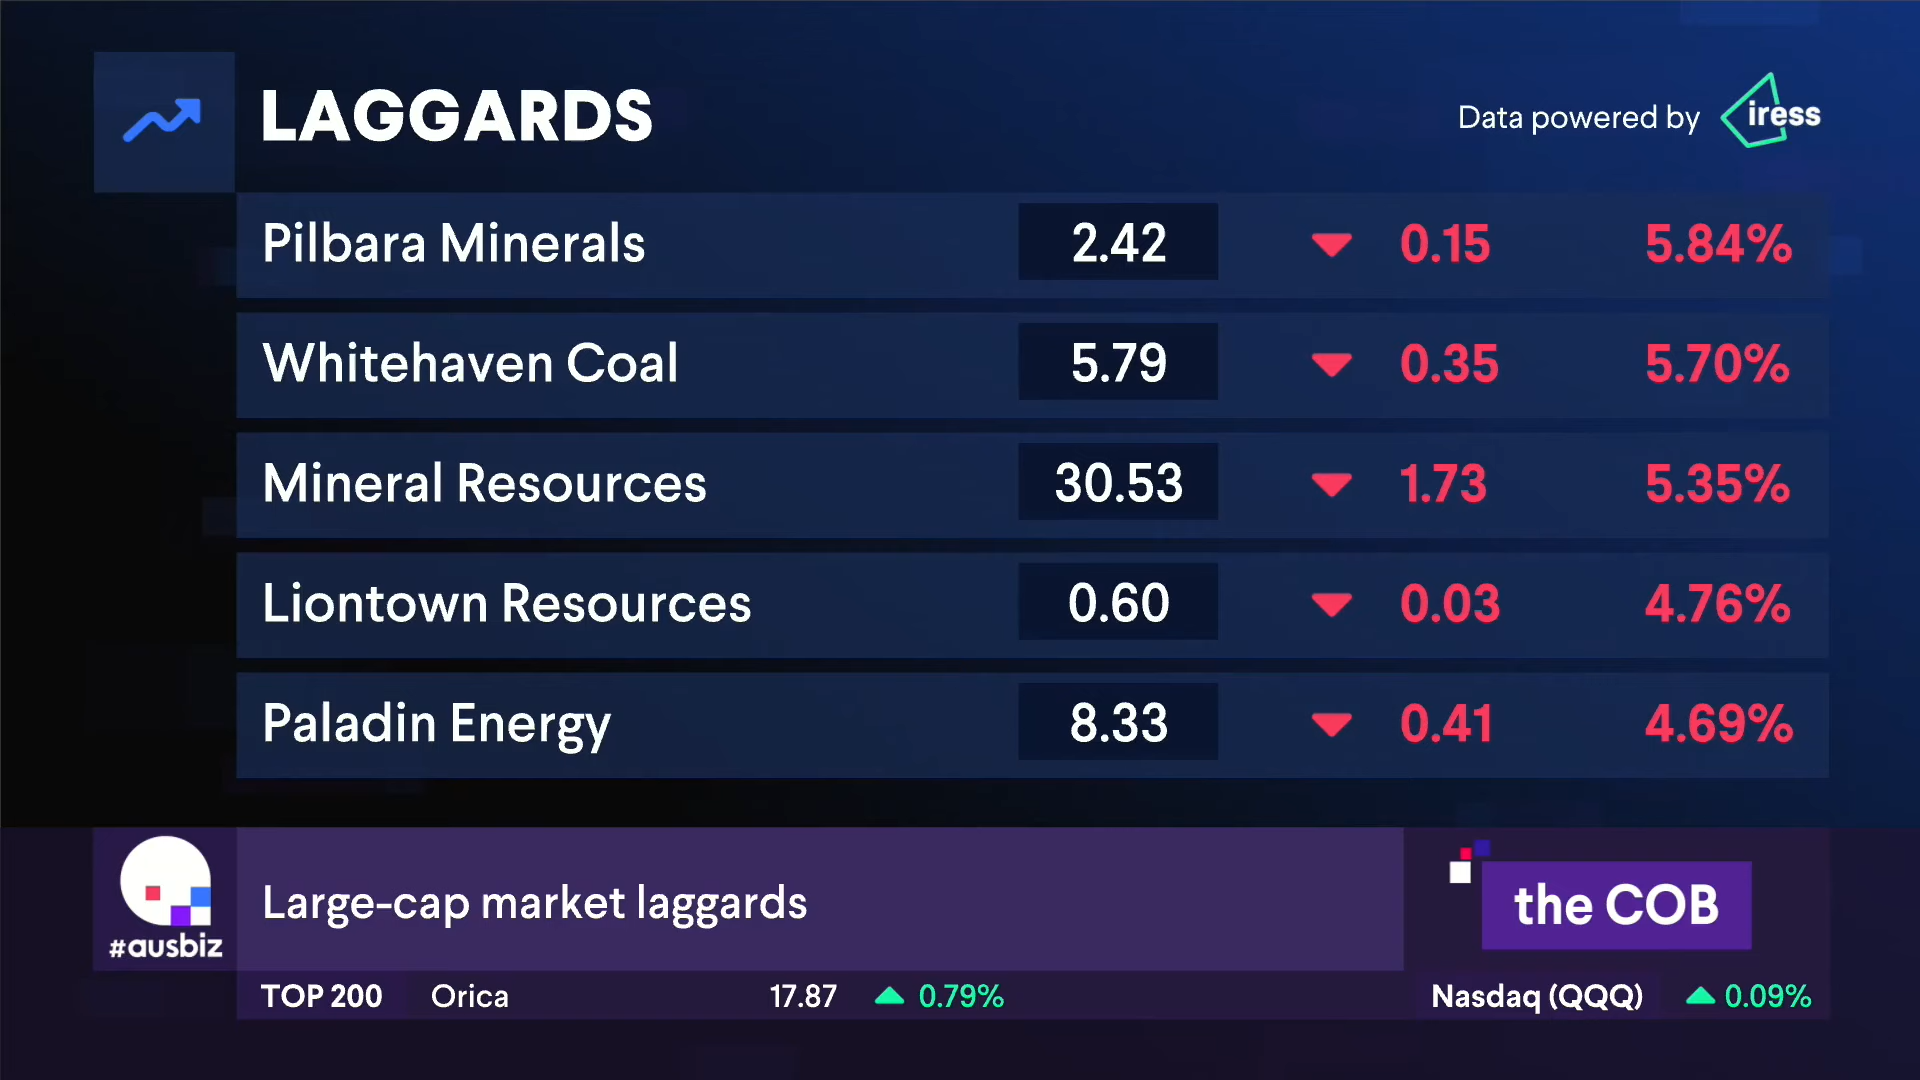 LAGGARDS
Data powered by iress
Pilbara Minerals 2.42 0.15 5.84%
Whitehaven Coal 5.79 0.35 5.70%
Mineral Resources 30.53 1.73 5.35%
Liontown Resources 0.60 0.03 4.76%
Paladin Energy 8.33 0.41 4.69%
#ausbiz
Large-cap market laggards
the COB
TOP 200 Orica 17.87 0.79% Nasdaq (QQQ) 0.09%